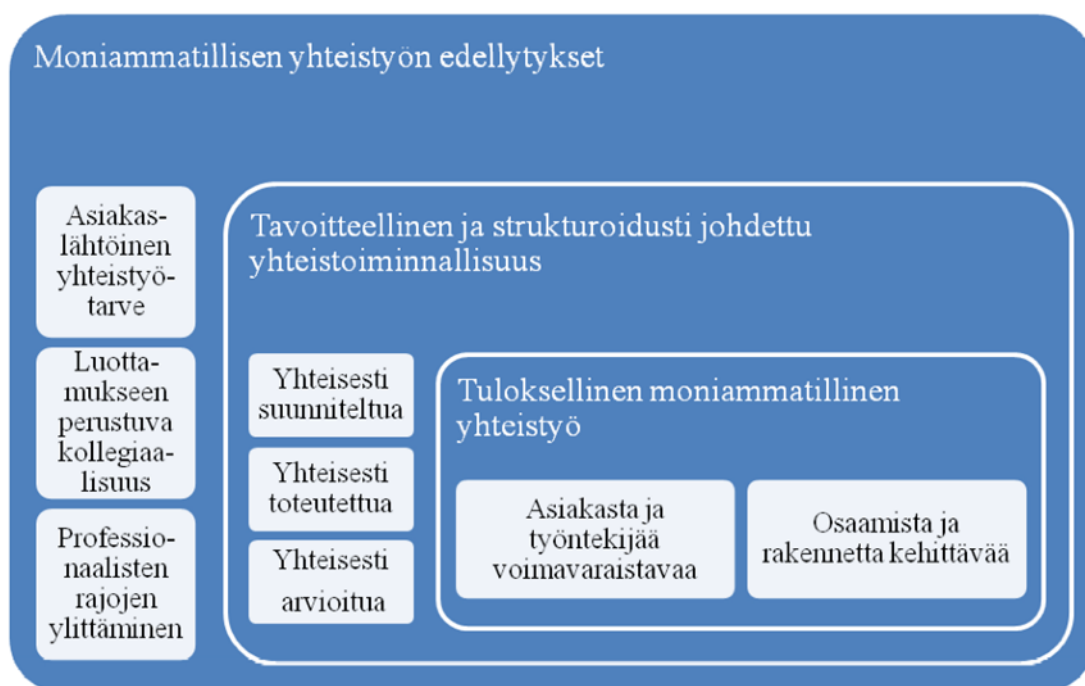 Moniammatillisen yhteistyön edellytykset
Asiakas-
lähtöinen
yhteistyö-
tarve
Luotta-
mukseen
perustuva
kollegiaa-
lisuus
Professio-
naalisten
rajojen
ylittäminen
Tavoitteellinen ja strukturoidusti johdettu
yhteistoiminnallisuus
Yhteisesti
suunniteltua
Yhteisesti
toteutettua
Yhteisesti
arvioitua
Tuloksellinen moniammatillinen
yhteistyö
Asiakasta ja
työntekijää
voimavaraistavaa
Osaamista ja
rakennetta kehittävää